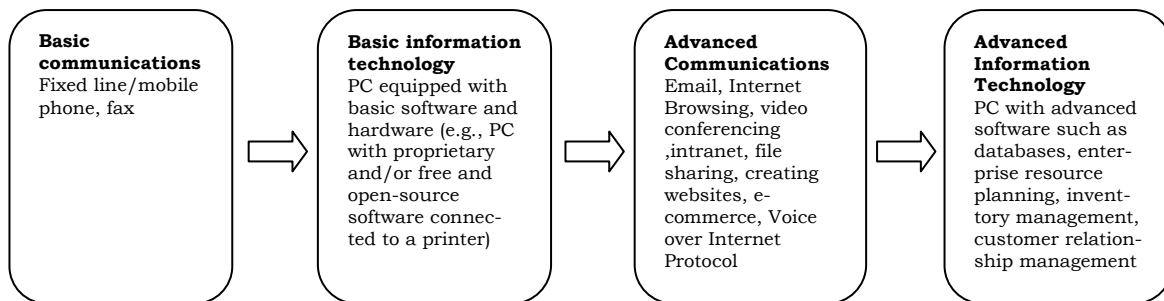 Basic
communications
Fixed line/mobile
phone, fax
Basic information
technology
PC equipped with
basic software and
hardware (e.g., PC
with proprietary
and/or free and
open-source
software connec-
ted to a printer)
Advanced
Communications
Email, Internet
Browsing, video
conferencing
,intranet, file
sharing, creating
websites, e-
commerce, Voice
over Internet
Protocol
Advanced
Information
Technology
PC with advanced
software such as
databases, enter-
prise resource
planning, invent-
tory management,
customer relation-
ship management